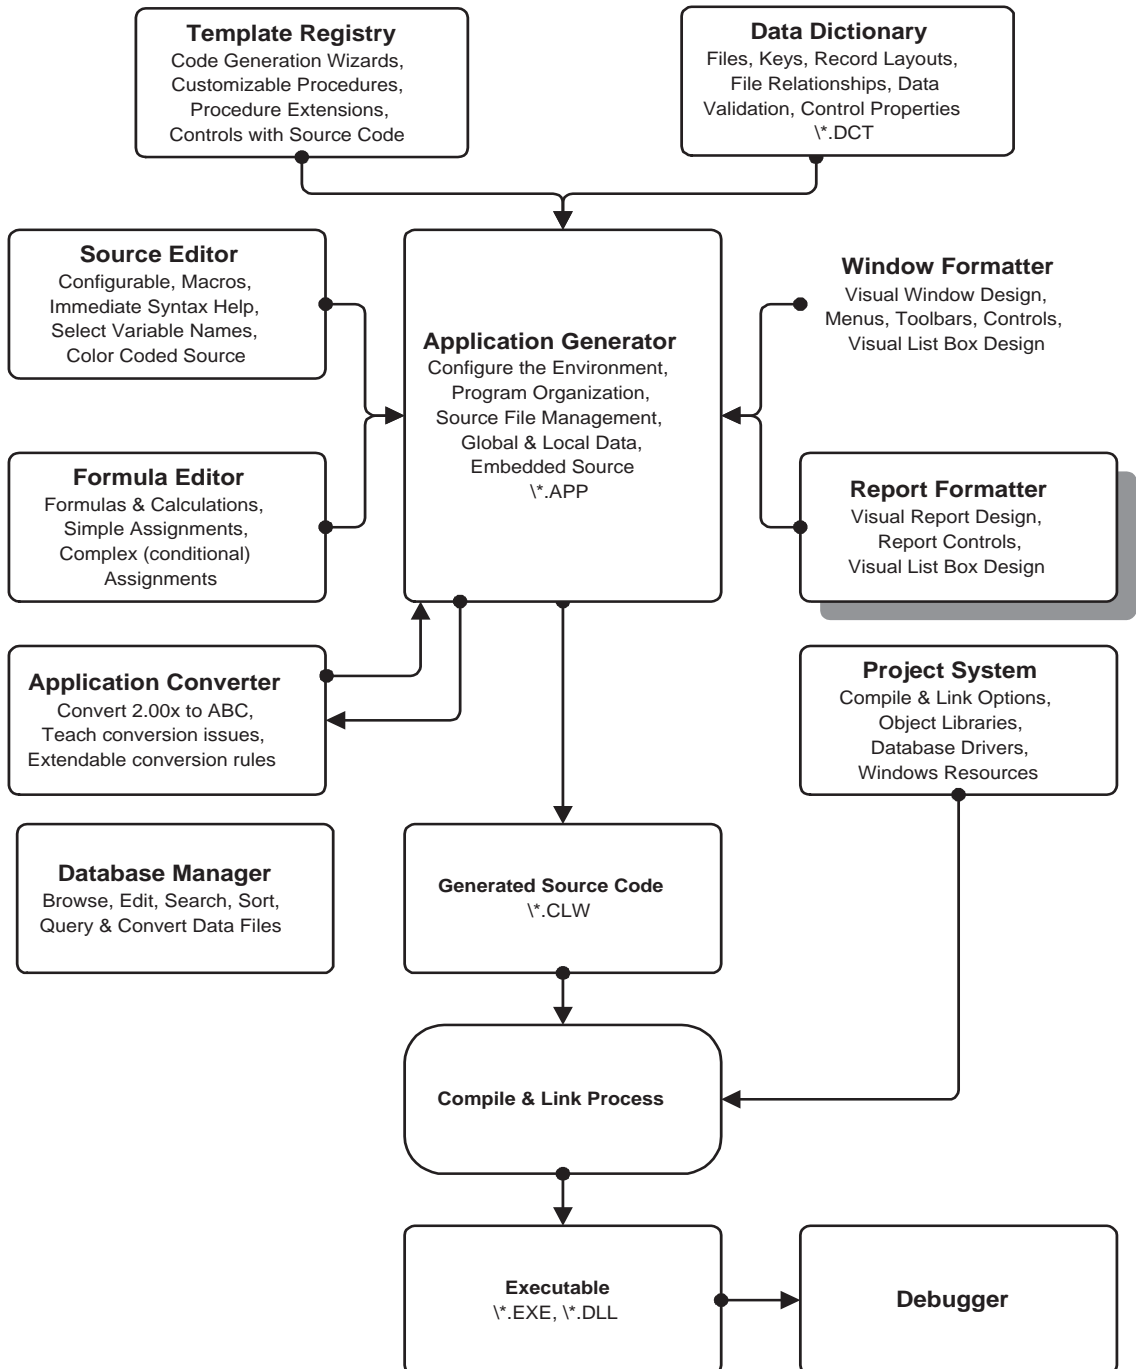 Template Registry
Code Generation Wizards,
Customizable Procedures,
Procedure Extensions,
Controls with Source Code
Data Dictionary
Files, Keys, Record Layouts,
File Relationships, Data
Validation, Control Properties
\*.DCT
Source Editor
Configurable, Macros,
Immediate Syntax Help,
Select Variable Names,
Color Coded Source
Application Generator
Configure the Environment,
Program Organization,
Source File Management,
Global & Local Data,
Embedded Source
\*.APP
Window Formatter
Visual Window Design,
Menus, Toolbars, Controls,
Visual List Box Design
Formula Editor
Formulas & Calculations,
Simple Assignments,
Complex (conditional)
Assignments
Report Formatter
Visual Report Design,
Report Controls,
Visual List Box Design
Application Converter
Convert 2.00x to ABC,
Teach conversion issues,
Extendable conversion rules
Project System
Compile & Link Options,
Object Libraries,
Database Drivers,
Windows Resources
Database Manager
Browse, Edit, Search, Sort,
Query & Convert Data Files
Generated Source Code
\*.CLW
Compile & Link Process
Executable
\*.EXE, \*.DLL
Debugger